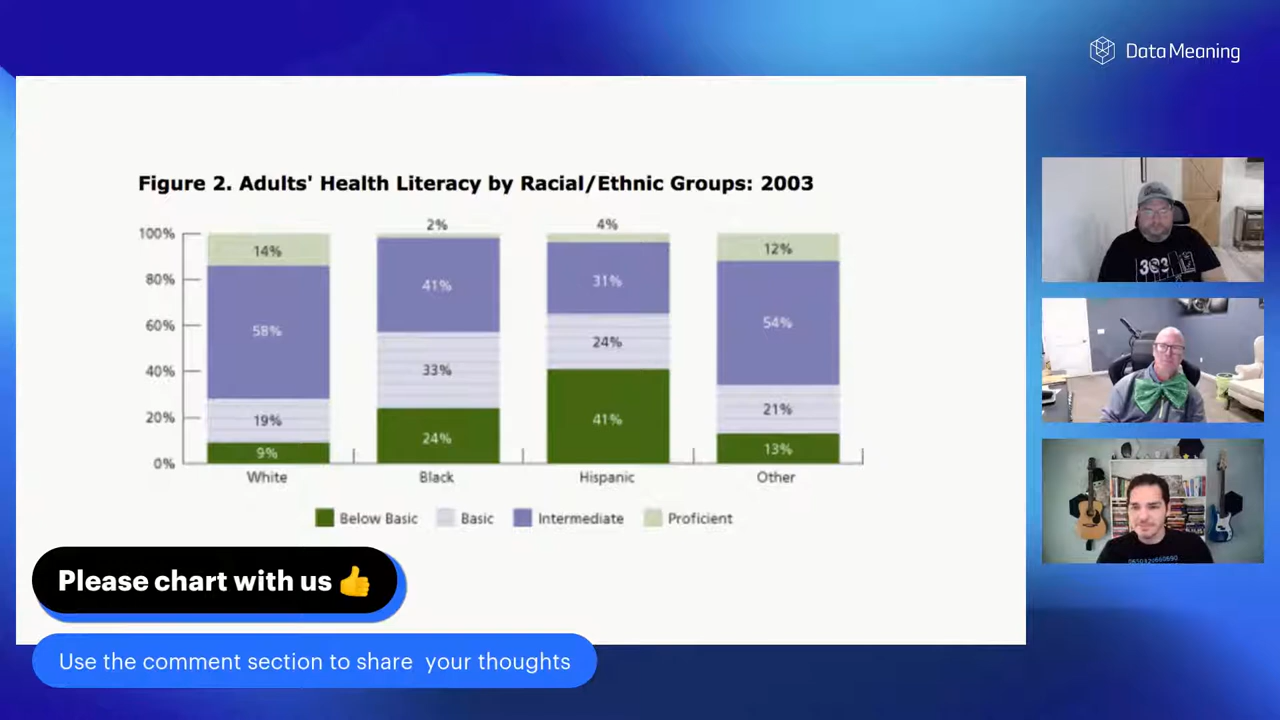 Data Meaning
Figure 2. Adults' Health Literacy by Racial/Ethnic Groups: 2003
100%
80%
60%
40%
20%
0%
14%
58%
19%
9%
2%
41%
33%
24%
4%
31%
24%
41%
12%
54%
21%
13%
White
Black
Hispanic
Other
Below Basic
Basic
Intermediate
Proficient
Please chart with us 👍
Use the comment section to share your thoughts
303